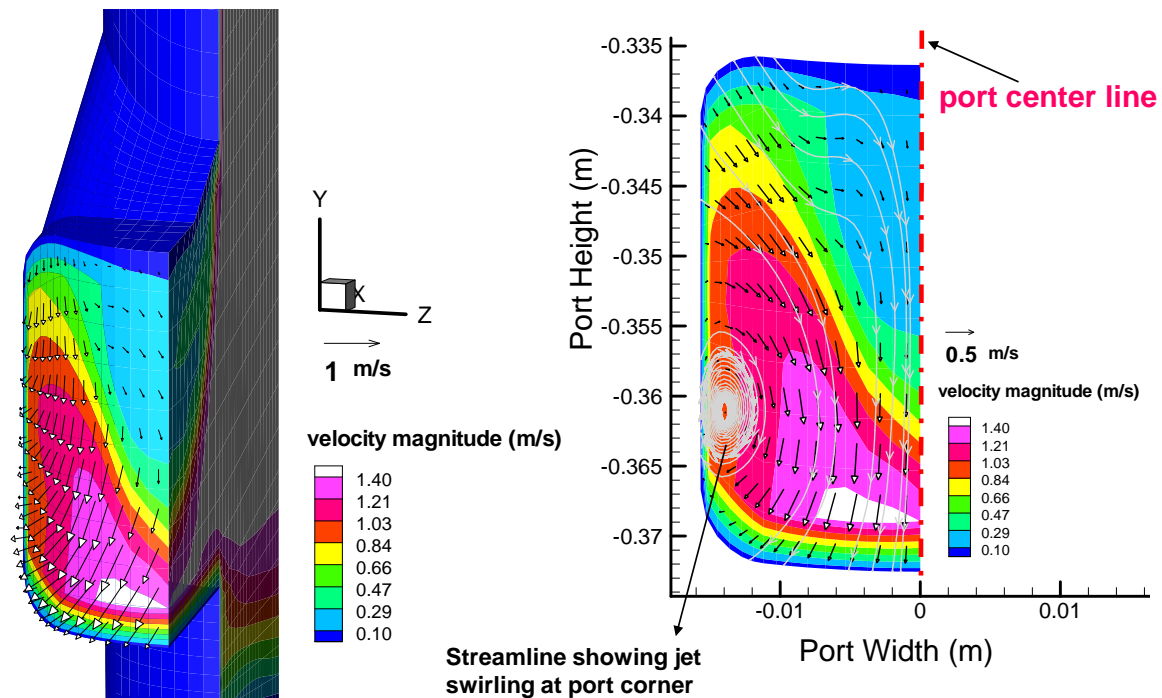 Y
X
Z
1 m/s
velocity magnitude (m/s)
1.40
1.21
1.03
0.84
0.66
0.47
0.29
0.10
port center line
Port Height (m)
-0.335
-0.34
-0.345
-0.35
-0.355
-0.36
-0.365
-0.37
-0.01
0
0.01
Port Width (m)
0.5 m/s
velocity magnitude (m/s)
1.40
1.21
1.03
0.84
0.66
0.47
0.29
0.10
Streamline showing jet
swirling at port corner